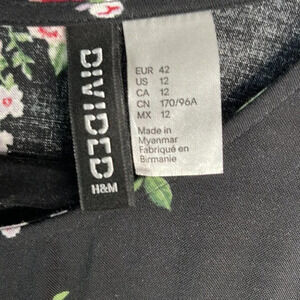 DIVIDED
H&M
EUR 42
US 12
CA 12
CN 170/96A
MX 12
Made in
Myanmar
Fabriqué en
Birmanie